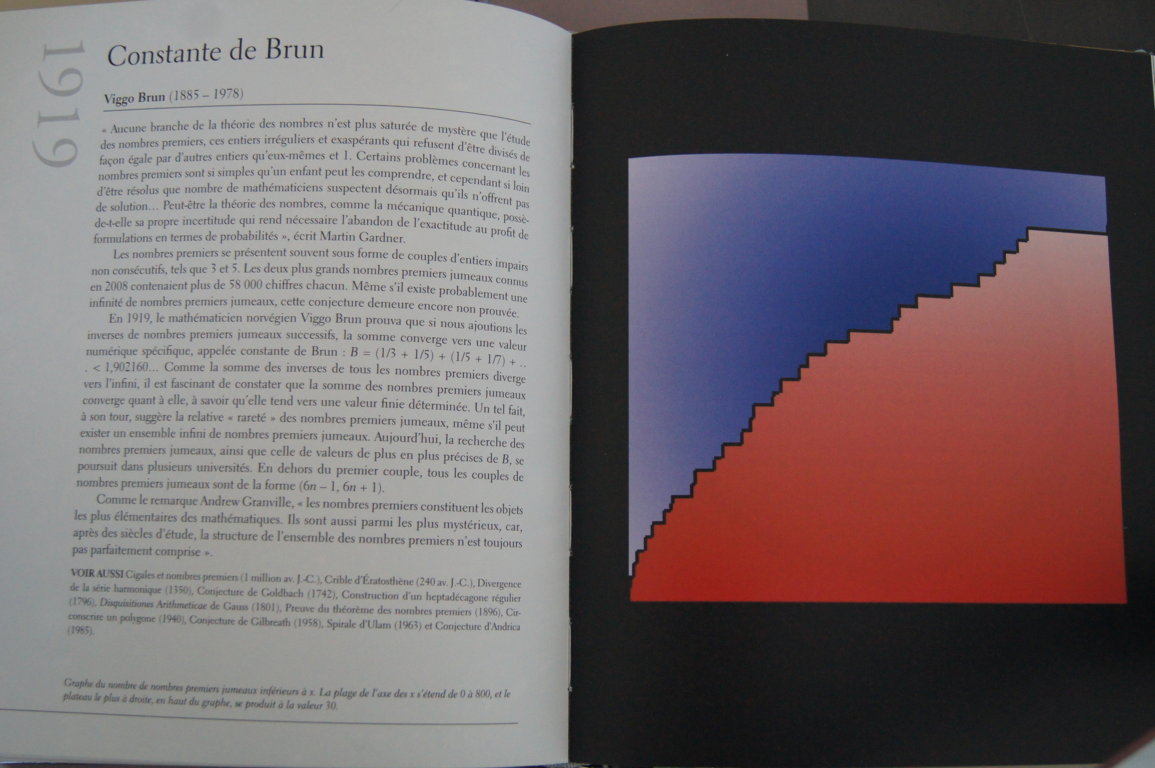 1919
Constante de Brun
Viggo Brun (1885 – 1978)
« Aucune branche de la théorie des nombres n'est plus saturée de mystère que l'étude
des nombres premiers, ces entiers irréguliers et exaspérants qui refusent d'être divisés de
façon égale par d'autres entiers qu'eux-mêmes et 1. Certains problèmes concernant les
nombres premiers sont si simples qu'un enfant peut les comprendre, et cependant si loin
d'être résolus que nombre de mathématiciens suspectent désormais qu'ils n'offrent pas
de solution… Peut-être la théorie des nombres, comme la mécanique quantique, possè-
de-t-elle sa propre incertitude qui rend nécessaire l'abandon de l'exactitude au profit de
formulations en termes de probabilités », écrit Martin Gardner.
Les nombres premiers se présentent souvent sous forme de couples d'entiers impairs
non consécutifs, tels que 3 et 5. Les deux plus grands nombres premiers jumeaux connus
en 2008 contenaient plus de 58 000 chiffres chacun. Même s'il existe probablement une
infinité de nombres premiers jumeaux, cette conjecture demeure encore non prouvée.
En 1919, le mathématicien norvégien Viggo Brun prouva que si nous ajoutions les
inverses de nombres premiers jumeaux successifs, la somme converge vers une valeur
numérique spécifique, appelée constante de Brun : B = (1/3 + 1/5) + (1/5 + 1/7) + ..
. < 1,902160… Comme la somme des inverses de tous les nombres premiers diverge
vers l'infini, il est fascinant de constater que la somme des nombres premiers jumeaux
converge quant à elle, à savoir qu'elle tend vers une valeur finie déterminée. Un tel fait,
à son tour, suggère la relative « rareté » des nombres premiers jumeaux, même s'il peut
exister un ensemble infini de nombres premiers jumeaux. Aujourd'hui, la recherche des
nombres premiers jumeaux, ainsi que celle de valeurs de plus en plus précises de B, se
poursuit dans plusieurs universités. En dehors du premier couple, tous les couples de
nombres premiers jumeaux sont de la forme (6n – 1, 6n + 1).
Comme le remarque Andrew Granville, « les nombres premiers constituent les objets
les plus élémentaires des mathématiques. Ils sont aussi parmi les plus mystérieux, car,
après des siècles d'étude, la structure de l'ensemble des nombres premiers n'est toujours
pas parfaitement comprise ».
VOIR AUSSI Cigales et nombres premiers (1 million av. J.-C.), Crible d'Ératosthène (240 av. J.-C.), Divergence
de la série harmonique (1350), Conjecture de Goldbach (1742), Construction d'un heptadécagone régulier
(1796), Disquisitiones Arithmeticae de Gauss (1801), Preuve du théorème des nombres premiers (1896), Cir-
conscrire un polygone (1940), Conjecture de Gilbreath (1958), Spirale d'Ulam (1963) et Conjecture d'Andrica
(1985).
Graphe du nombre de nombres premiers jumeaux inférieurs à x. La plage de l'axe des x s'étend de 0 à 800, et le
plateau le plus à droite, en haut du graphe, se produit à la valeur 30.